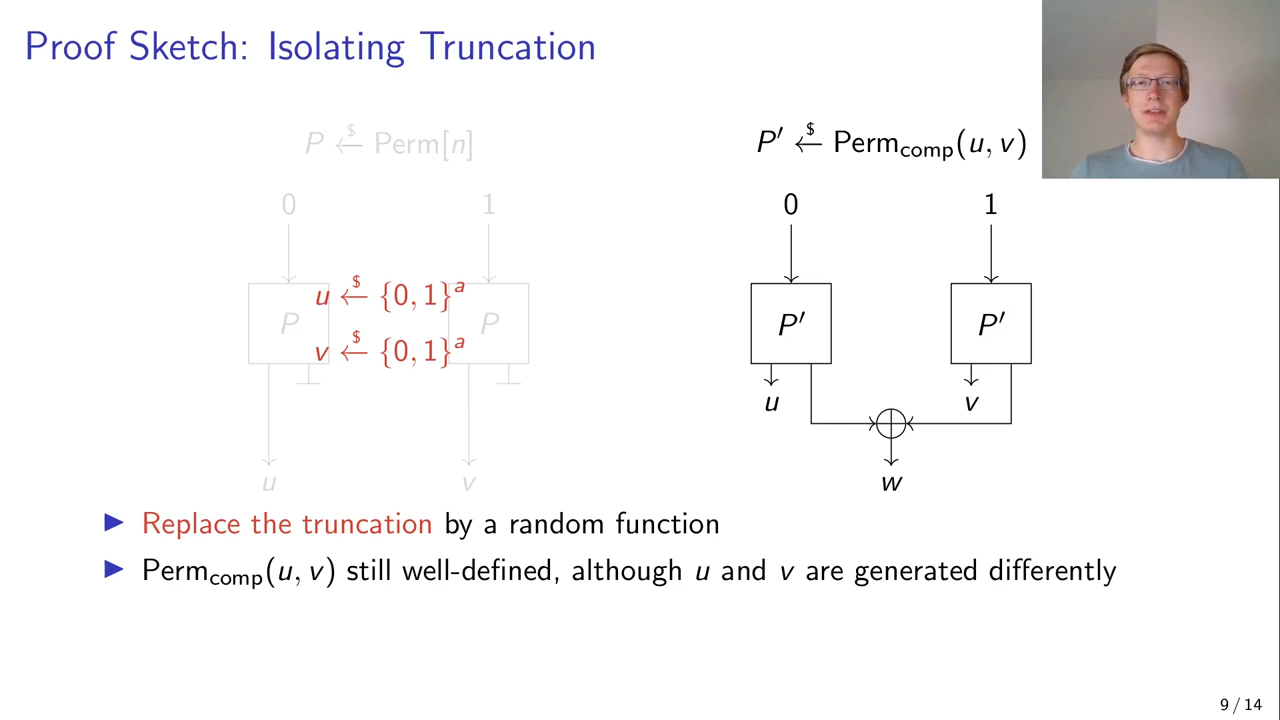 Proof Sketch: Isolating Truncation
P ←$ Perm[n]
P′ ←$ Perm_comp(u, v)
0 1 0 1
u ←$ {0, 1}^a
P P P′ P′
v ←$ {0, 1}^a
⊥ ⊥
u v
⊕
u v w
▶ Replace the truncation by a random function
▶ Perm_comp(u, v) still well-defined, although u and v are generated differently
9 / 14